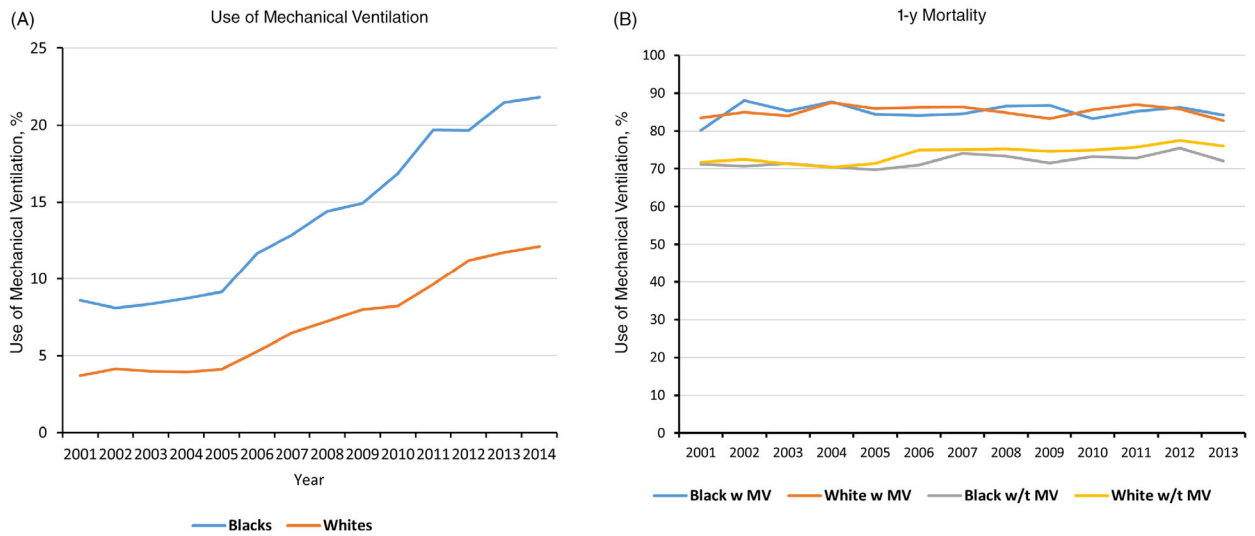 (A)
Use of Mechanical Ventilation
Use of Mechanical Ventilation, %
25
20
15
10
5
0
2001 2002 2003 2004 2005 2006 2007 2008 2009 2010 2011 2012 2013 2014
Year
Blacks Whites
(B)
1-y Mortality
Use of Mechanical Ventilation, %
100
90
80
70
60
50
40
30
20
10
0
2001 2002 2003 2004 2005 2006 2007 2008 2009 2010 2011 2012 2013
Black w MV White w MV Black w/t MV White w/t MV